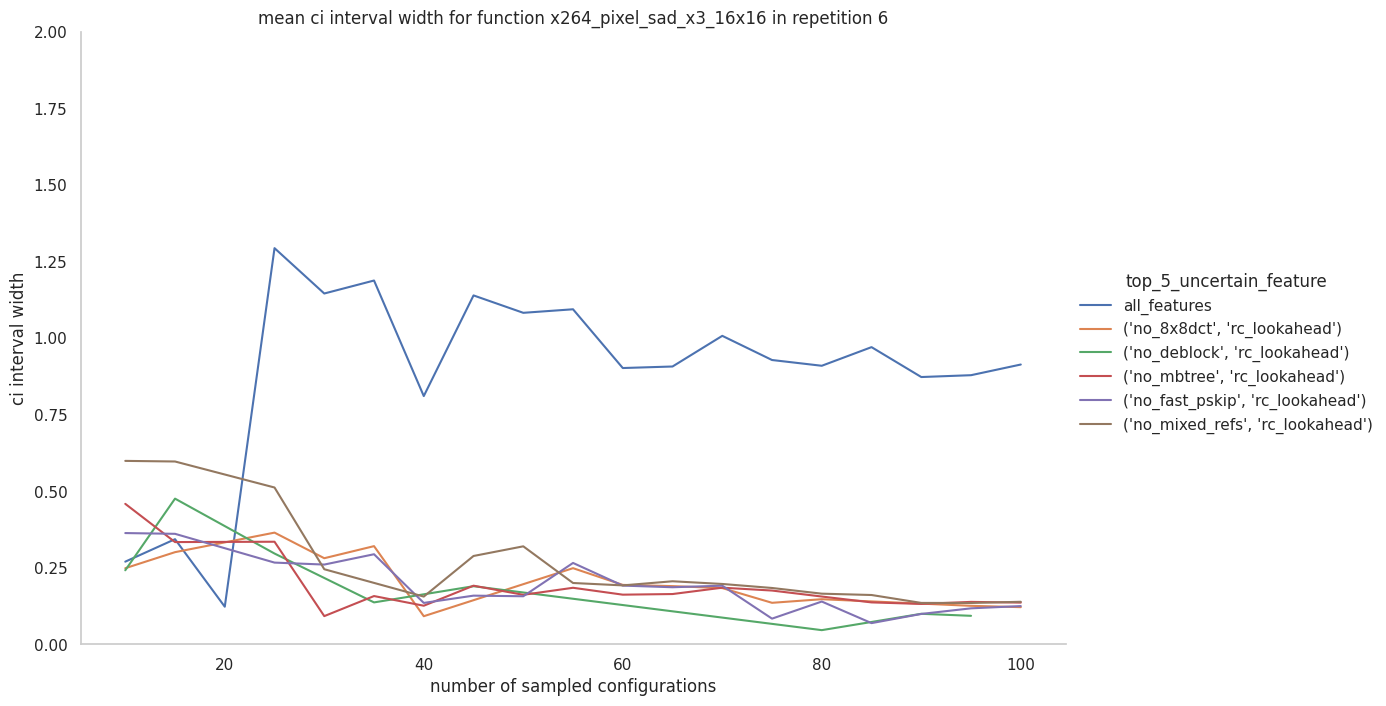 mean ci interval width for function x264_pixel_sad_x3_16x16 in repetition 6
2.00
1.75
1.50
1.25
1.00
0.75
0.50
0.25
0.00
ci interval width
20
40
60
80
100
number of sampled configurations
top_5_uncertain_feature
all_features
('no_8x8dct', 'rc_lookahead')
('no_deblock', 'rc_lookahead')
('no_mbtree', 'rc_lookahead')
('no_fast_pskip', 'rc_lookahead')
('no_mixed_refs', 'rc_lookahead')